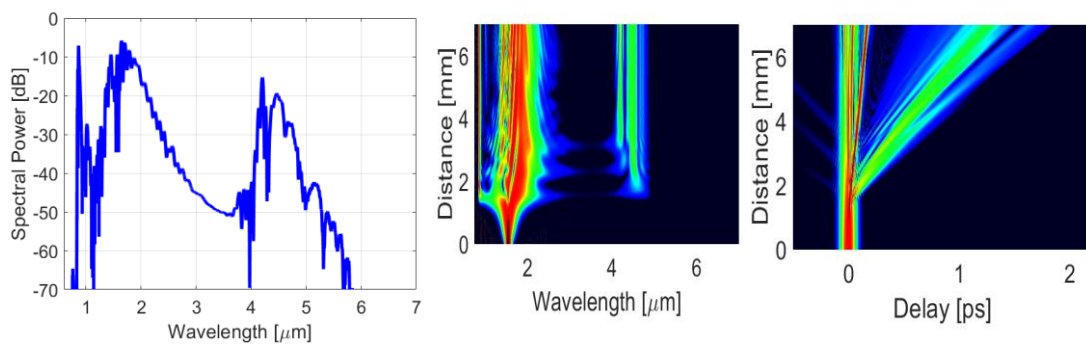 0
-10
-20
-30
-40
-50
-60
-70
Spectral Power [dB]
1 2 3 4 5 6 7
Wavelength [μm]
6
4
2
0
Distance [mm]
2 4 6
Wavelength [μm]
6
4
2
0
Distance [mm]
0 1 2
Delay [ps]